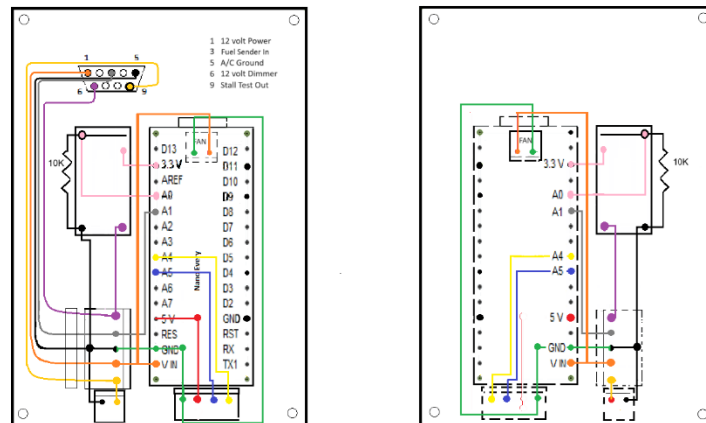 1 12 volt Power
3 Fuel Sender In
5 A/C Ground
6 12 volt Dimmer
9 Stall Test Out
1 5
6 9
10K
FAN
D13 D12
3.3 V D11
AREF D10
A0 D9
A1 D8
A2 D7
A3 D6
A4 D5
A5 D4
A6 D3
A7 D2
5 V GND
RES RST
GND RX
V IN TX1
Nano Every
FAN
3.3 V
10K
A0
A1
A4
A5
5 V
GND
V IN